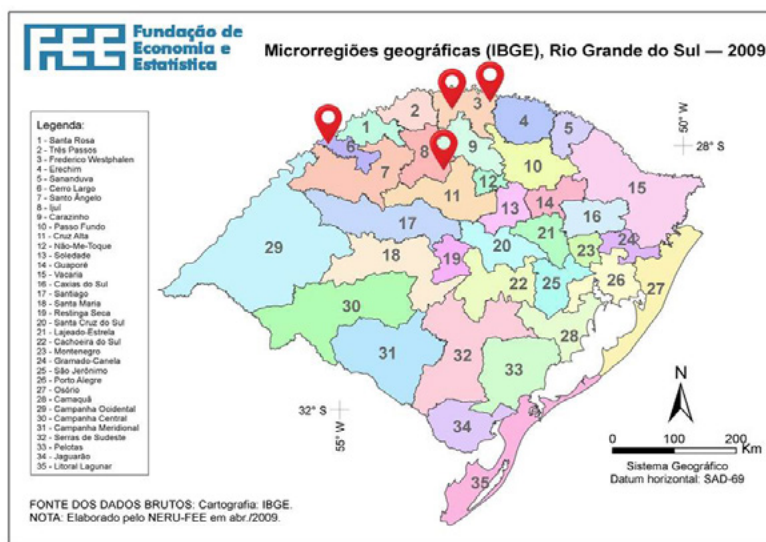 FEE Fundação de
Economia e
Estatística
Microrregiões geográficas (IBGE), Rio Grande do Sul — 2009
Legenda:
1 - Santa Rosa
2 - Três Passos
3 - Frederico Westphalen
4 - Erechim
5 - Sananduva
6 - Cerro Largo
7 - Santo Ângelo
8 - Ijuí
9 - Carazinho
10 - Passo Fundo
11 - Cruz Alta
12 - Não-Me-Toque
13 - Soledade
14 - Guaporé
15 - Vacaria
16 - Caxias do Sul
17 - Santiago
18 - Santa Maria
19 - Restinga Seca
20 - Santa Cruz do Sul
21 - Lajeado-Estrela
22 - Cachoeira do Sul
23 - Montenegro
24 - Gramado-Canela
25 - São Jerônimo
26 - Porto Alegre
27 - Osório
28 - Camaquã
29 - Campanha Ocidental
30 - Campanha Central
31 - Campanha Meridional
32 - Serras de Sudeste
33 - Pelotas
34 - Jaguarão
35 - Litoral Lagunar
1
2
3
4
5
6
7
8
9
10
11
12
13
14
15
16
17
18
19
20
21
22
23
24
25
26
27
28
29
30
31
32
33
34
35
50° W
28° S
32° S
55° W
N
0 100 200
Km
Sistema Geográfico
Datum horizontal: SAD-69
FONTE DOS DADOS BRUTOS: Cartografia: IBGE.
NOTA: Elaborado pelo NERU-FEE em abr./2009.